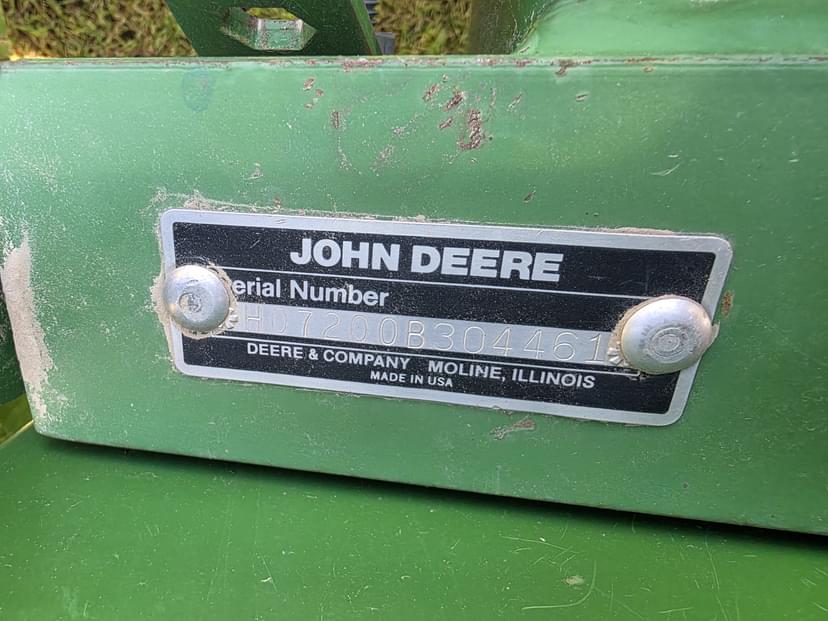 JOHN DEERE
erial Number
H07200B304461
DEERE & COMPANY MOLINE, ILLINOIS
MADE IN USA